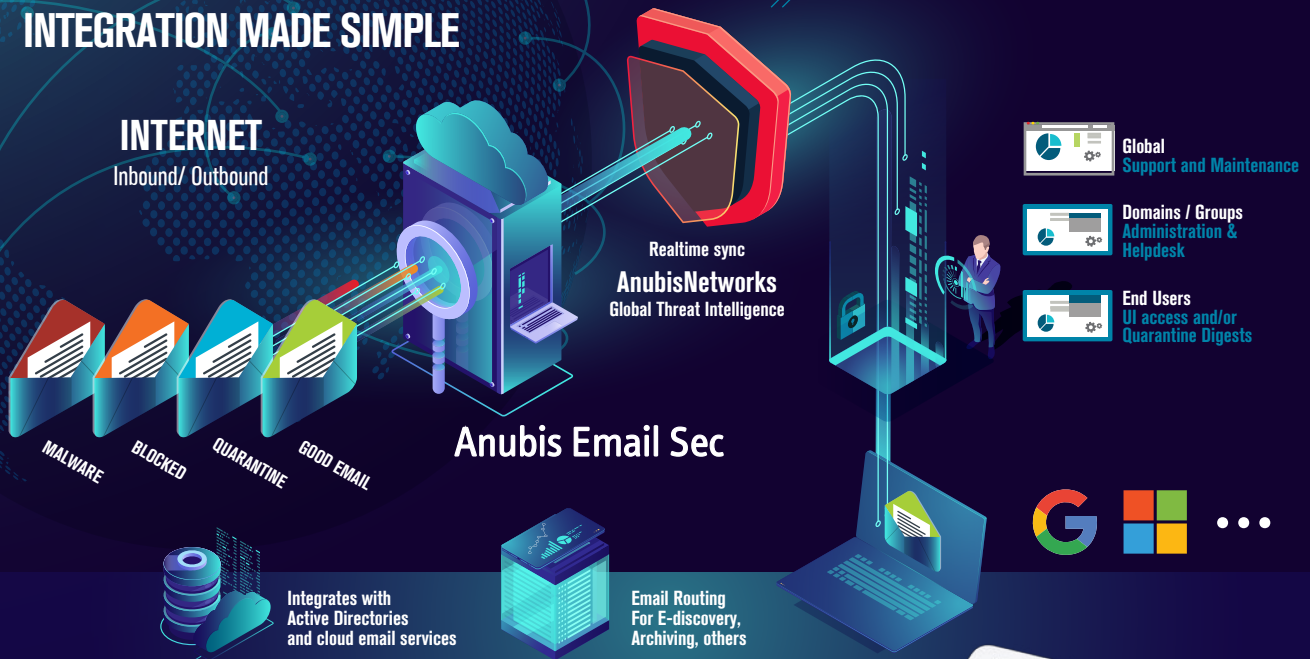 INTEGRATION MADE SIMPLE
INTERNET
Inbound/ Outbound
MALWARE
BLOCKED
QUARANTINE
GOOD EMAIL
Realtime sync
AnubisNetworks
Global Threat Intelligence
Anubis Email Sec
Global
Support and Maintenance
Domains / Groups
Administration &
Helpdesk
End Users
UI access and/or
Quarantine Digests
Integrates with
Active Directories
and cloud email services
Email Routing
For E-discovery,
Archiving, others